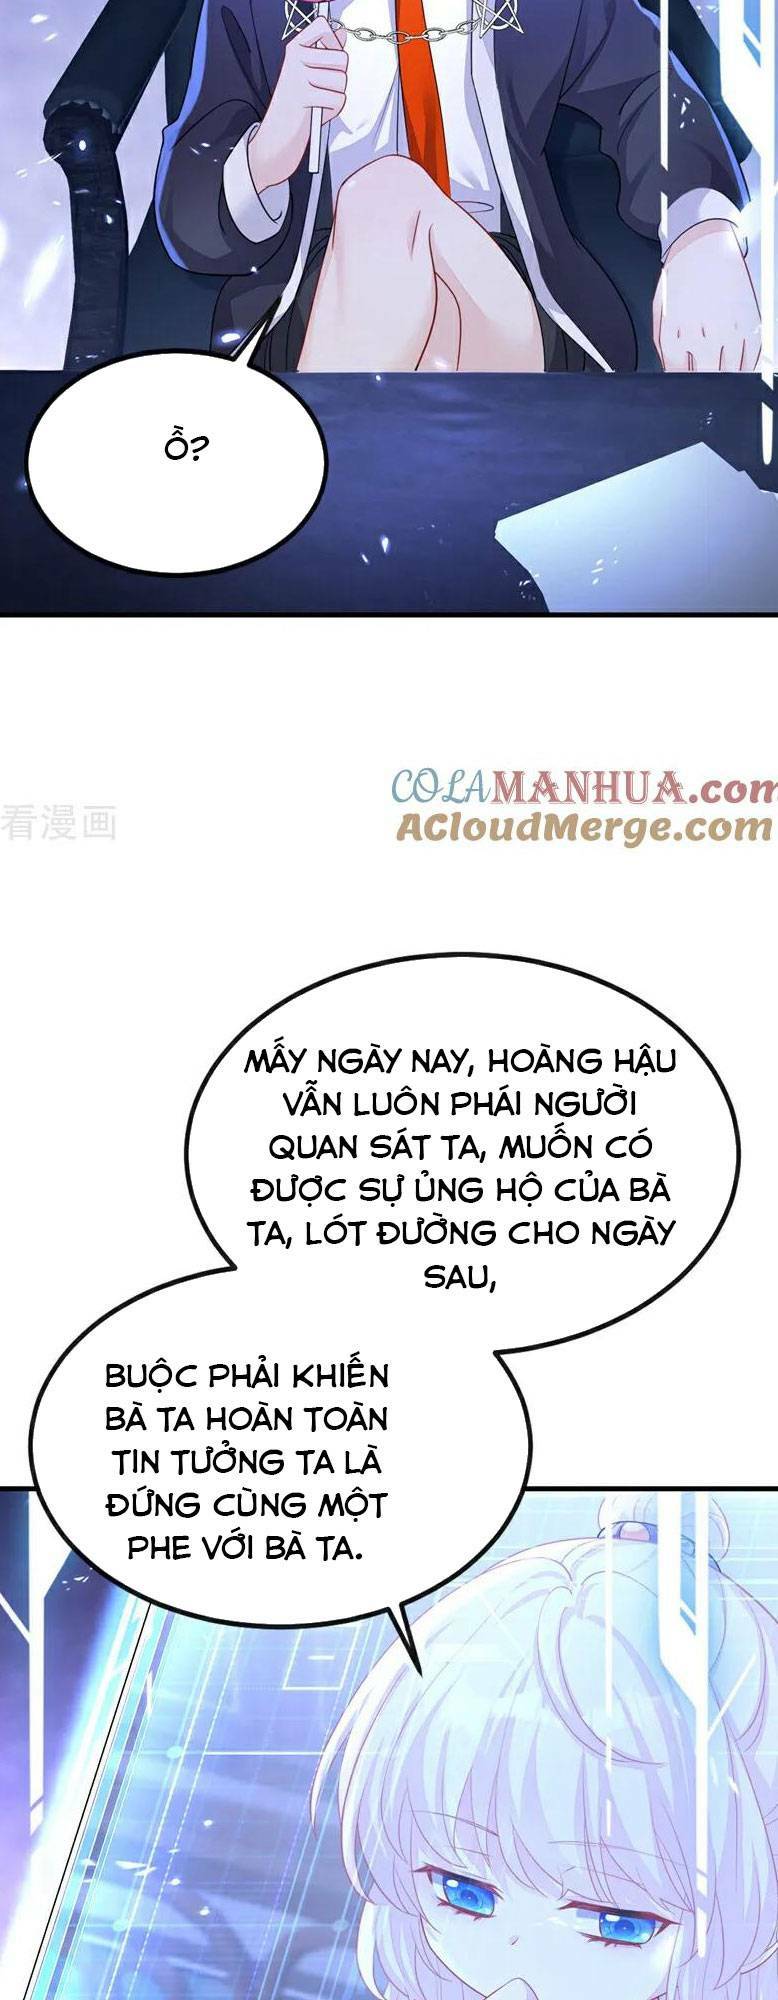 Ồ?
看漫画
COLAMANHUA.com
ACloudMerge.com
MẤY NGÀY NAY, HOÀNG HẬU
VẪN LUÔN PHÁI NGƯỜI
QUAN SÁT TA, MUỐN CÓ
ĐƯỢC SỰ ỦNG HỘ CỦA BÀ
TA, LÓT ĐƯỜNG CHO NGÀY
SAU,
BUỘC PHẢI KHIẾN
BÀ TA HOÀN TOÀN
TIN TƯỞNG TA LÀ
ĐỨNG CÙNG MỘT
PHE VỚI BÀ TA.